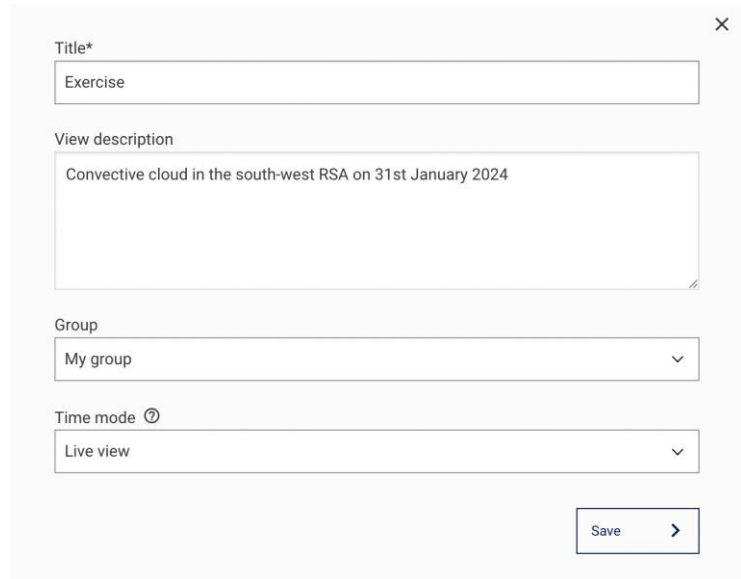 Title*
Exercise
View description
Convective cloud in the south-west RSA on 31st January 2024
Group
My group
Time mode
Live view
Save